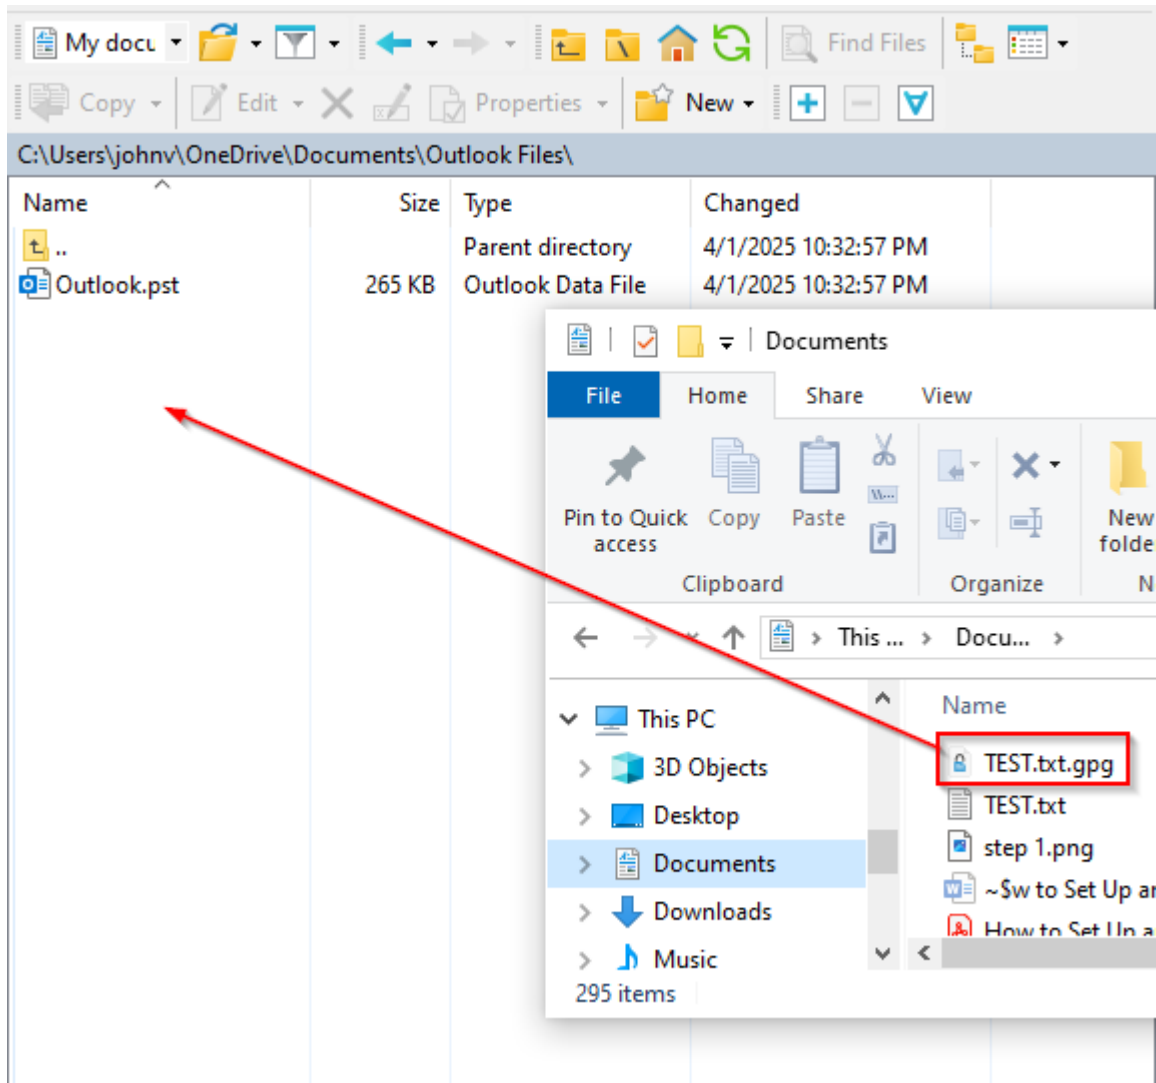 My docu
Find Files
Copy Edit Properties New
C:\Users\johnv\OneDrive\Documents\Outlook Files\
Name Size Type Changed
.. Parent directory 4/1/2025 10:32:57 PM
Outlook.pst 265 KB Outlook Data File 4/1/2025 10:32:57 PM
Documents
File Home Share View
Pin to Quick access
Copy
Paste
New folde
Clipboard Organize N
This ... Docu...
This PC
3D Objects
Desktop
Documents
Downloads
Music
Name
TEST.txt.gpg
TEST.txt
step 1.png
~$w to Set Up ar
How to Set Up a
295 items